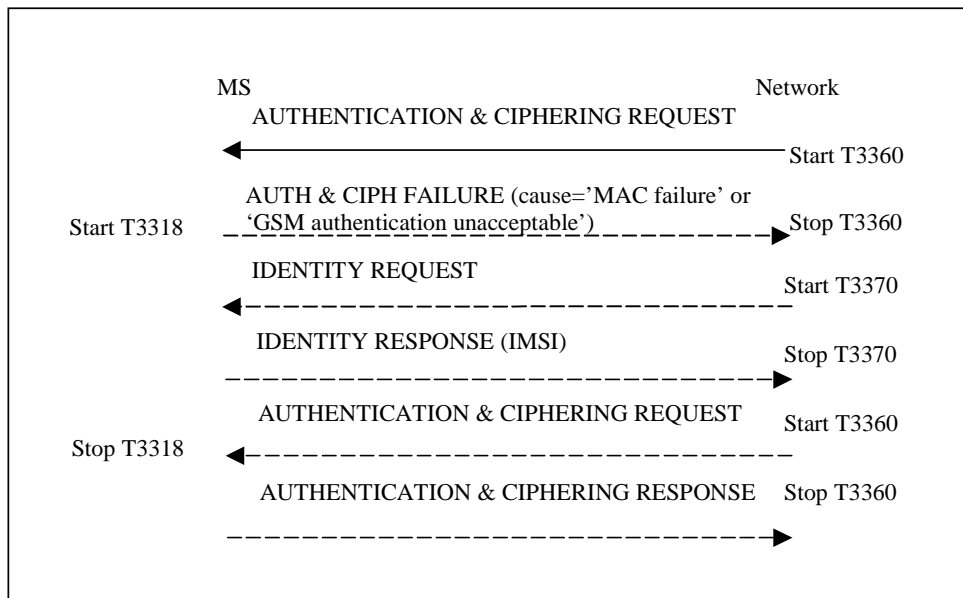 MS
Network
AUTHENTICATION & CIPHERING REQUEST
Start T3360
AUTH & CIPH FAILURE (cause=’MAC failure’ or
‘GSM authentication unacceptable’)
Start T3318
Stop T3360
IDENTITY REQUEST
Start T3370
IDENTITY RESPONSE (IMSI)
Stop T3370
AUTHENTICATION & CIPHERING REQUEST
Start T3360
Stop T3318
AUTHENTICATION & CIPHERING RESPONSE
Stop T3360